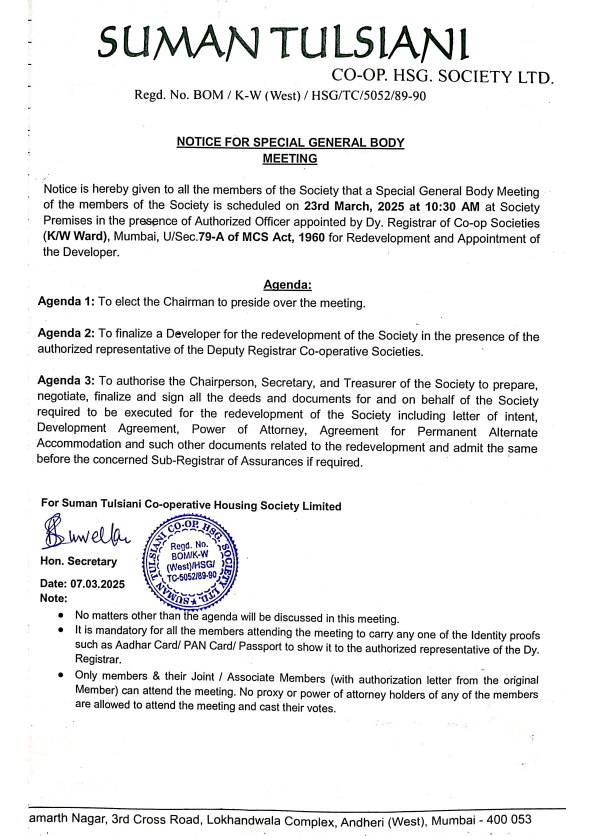 SUMAN TULSIANI
CO-OP. HSG. SOCIETY LTD.
Regd. No. BOM / K-W (West) / HSG/TC/5052/89-90
NOTICE FOR SPECIAL GENERAL BODY
MEETING
Notice is hereby given to all the members of the Society that a Special General Body Meeting
of the members of the Society is scheduled on 23rd March, 2025 at 10:30 AM at Society
Premises in the presence of Authorized Officer appointed by Dy. Registrar of Co-op Societies
(K/W Ward), Mumbai, U/Sec.79-A of MCS Act, 1960 for Redevelopment and Appointment of
the Developer.
Agenda:
Agenda 1: To elect the Chairman to preside over the meeting.
Agenda 2: To finalize a Developer for the redevelopment of the Society in the presence of the
authorized representative of the Deputy Registrar Co-operative Societies.
Agenda 3: To authorise the Chairperson, Secretary, and Treasurer of the Society to prepare,
negotiate, finalize and sign all the deeds and documents for and on behalf of the Society
required to be executed for the redevelopment of the Society including letter of intent,
Development Agreement, Power of Attorney, Agreement for Permanent Alternate
Accommodation and such other documents related to the redevelopment and admit the same
before the concerned Sub-Registrar of Assurances if required.
For Suman Tulsiani Co-operative Housing Society Limited
SUMAN TULSIANI CO-OP. HSG. SOCIETY LTD.
Regd. No.
BOM/K-W
(West)/HSG/
TC-5052/89-90
Hon. Secretary
Date: 07.03.2025
Note:
• No matters other than the agenda will be discussed in this meeting.
• It is mandatory for all the members attending the meeting to carry any one of the Identity proofs
such as Aadhar Card/ PAN Card/ Passport to show it to the authorized representative of the Dy.
Registrar.
• Only members & their Joint / Associate Members (with authorization letter from the original
Member) can attend the meeting. No proxy or power of attorney holders of any of the members
are allowed to attend the meeting and cast their votes.
amarth Nagar, 3rd Cross Road, Lokhandwala Complex, Andheri (West), Mumbai - 400 053